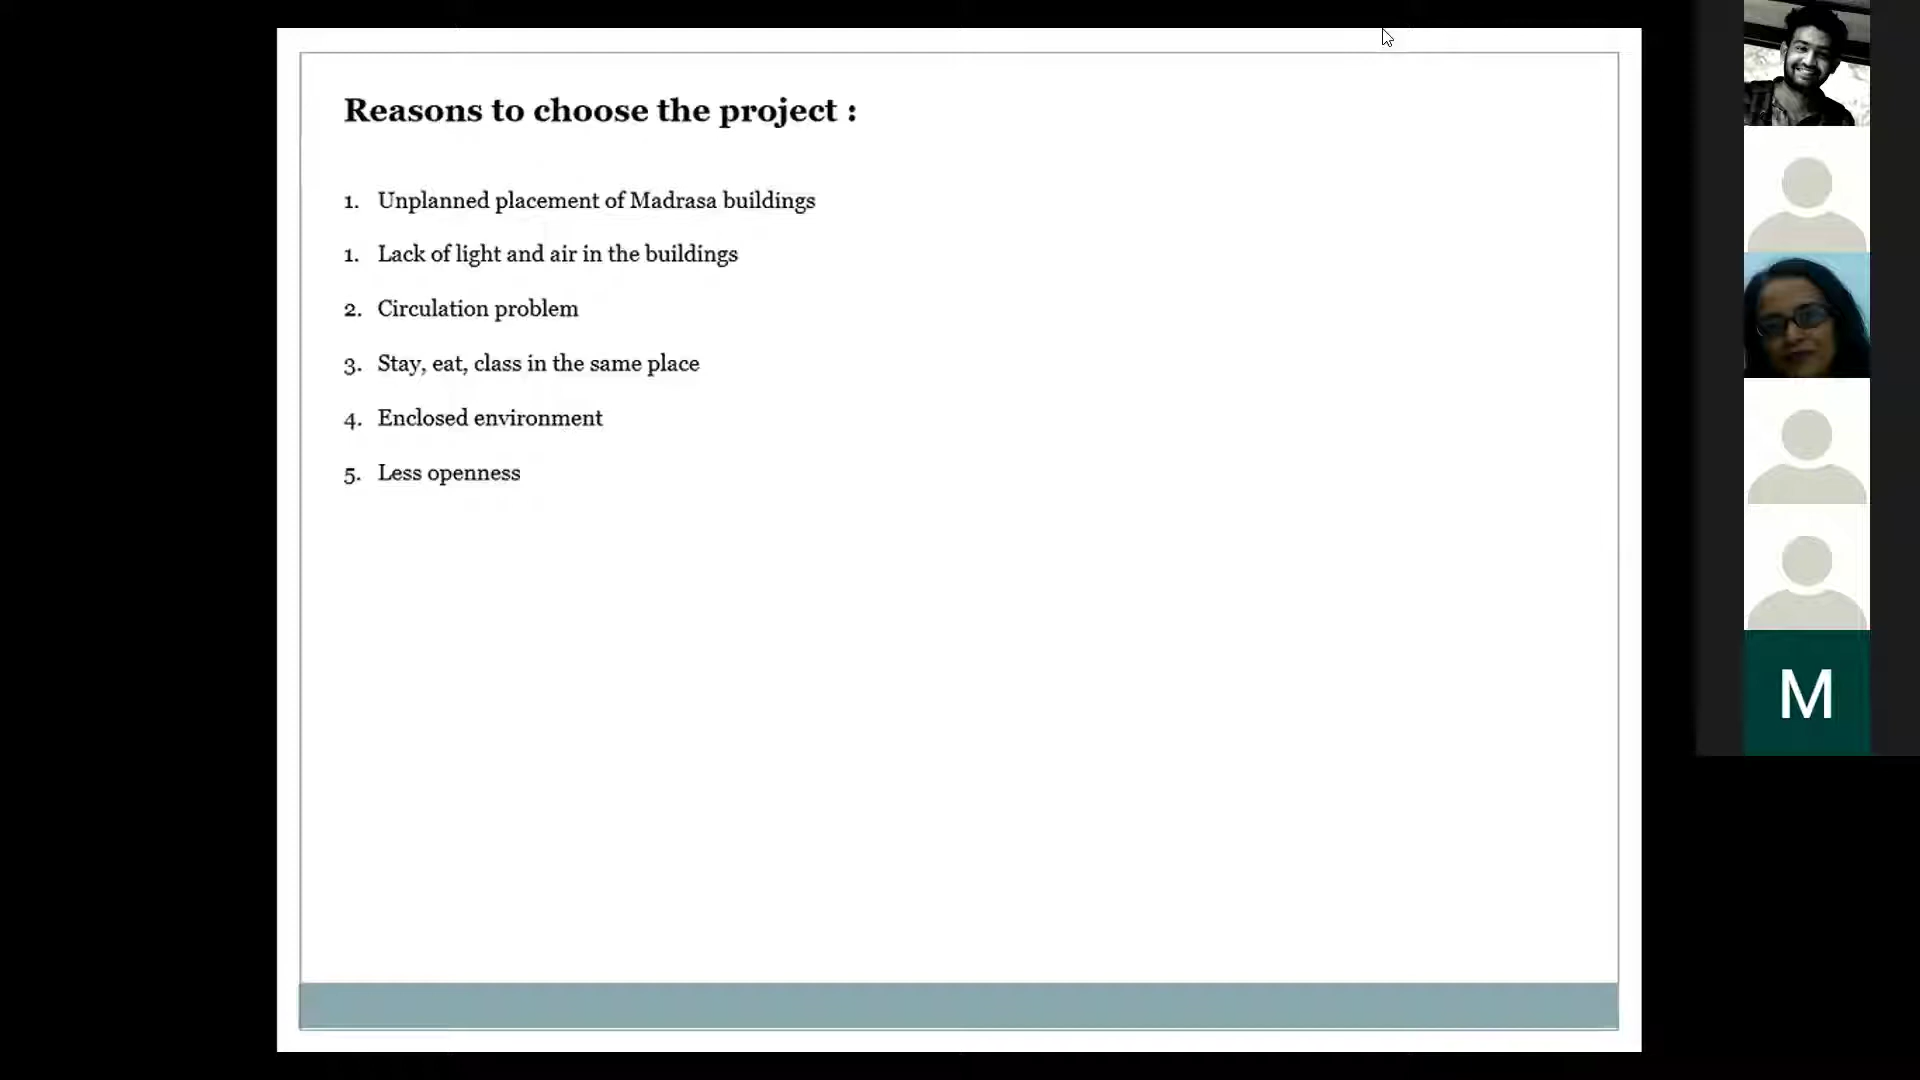 Reasons to choose the project :
1. Unplanned placement of Madrasa buildings
1. Lack of light and air in the buildings
2. Circulation problem
3. Stay, eat, class in the same place
4. Enclosed environment
5. Less openness
M